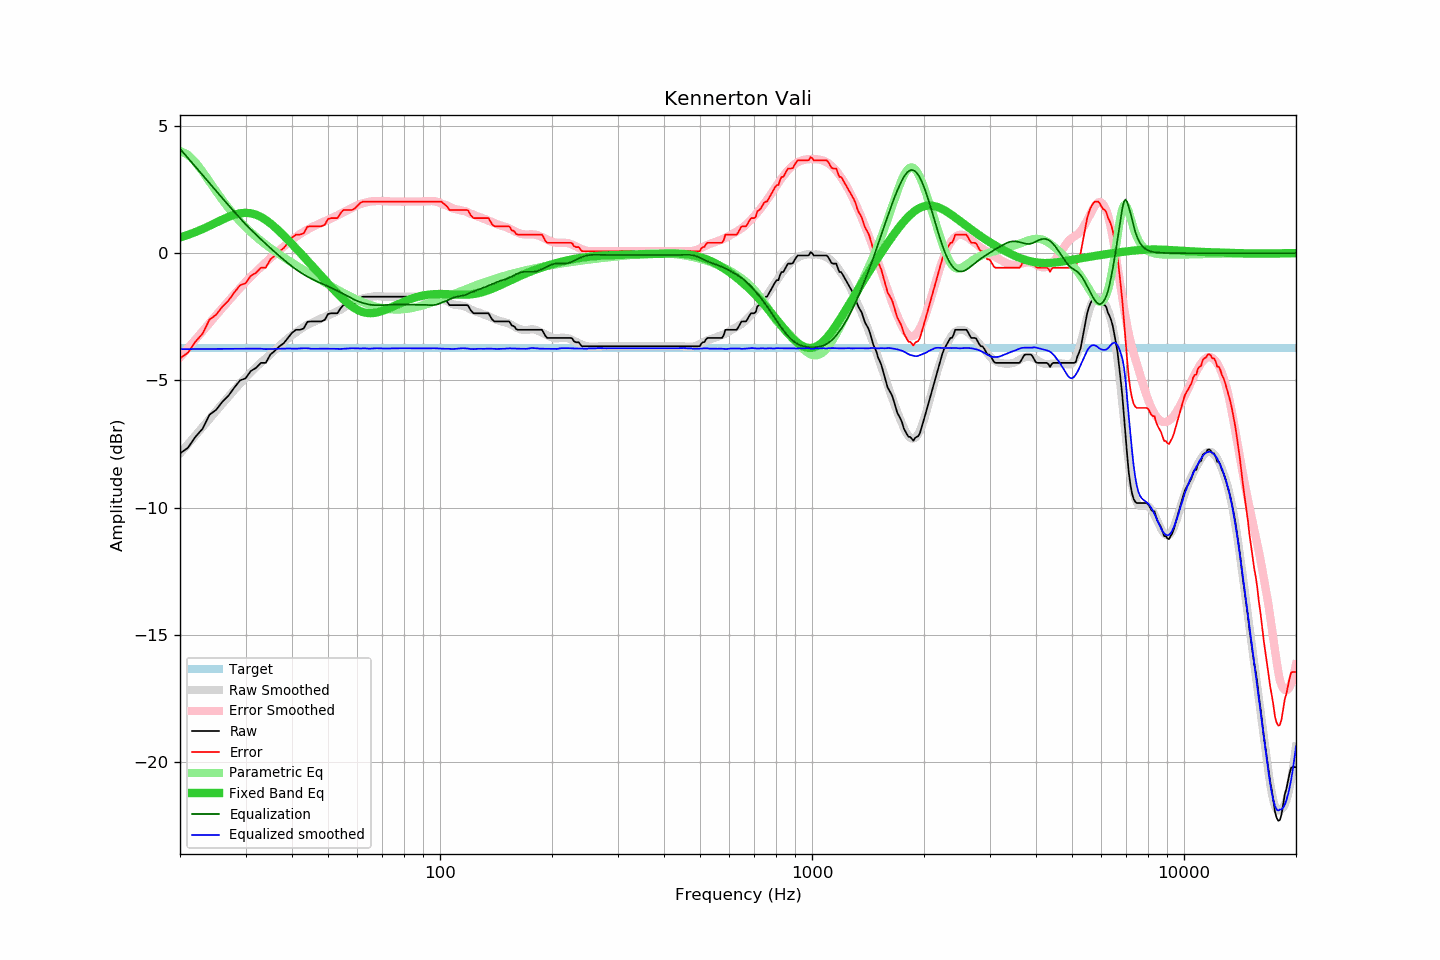 Kennerton Vali
5
0
−5
−10
−15
−20
Amplitude (dBr)
Target
Raw Smoothed
Error Smoothed
Raw
Error
Parametric Eq
Fixed Band Eq
Equalization
Equalized smoothed
100
1000
10000
Frequency (Hz)